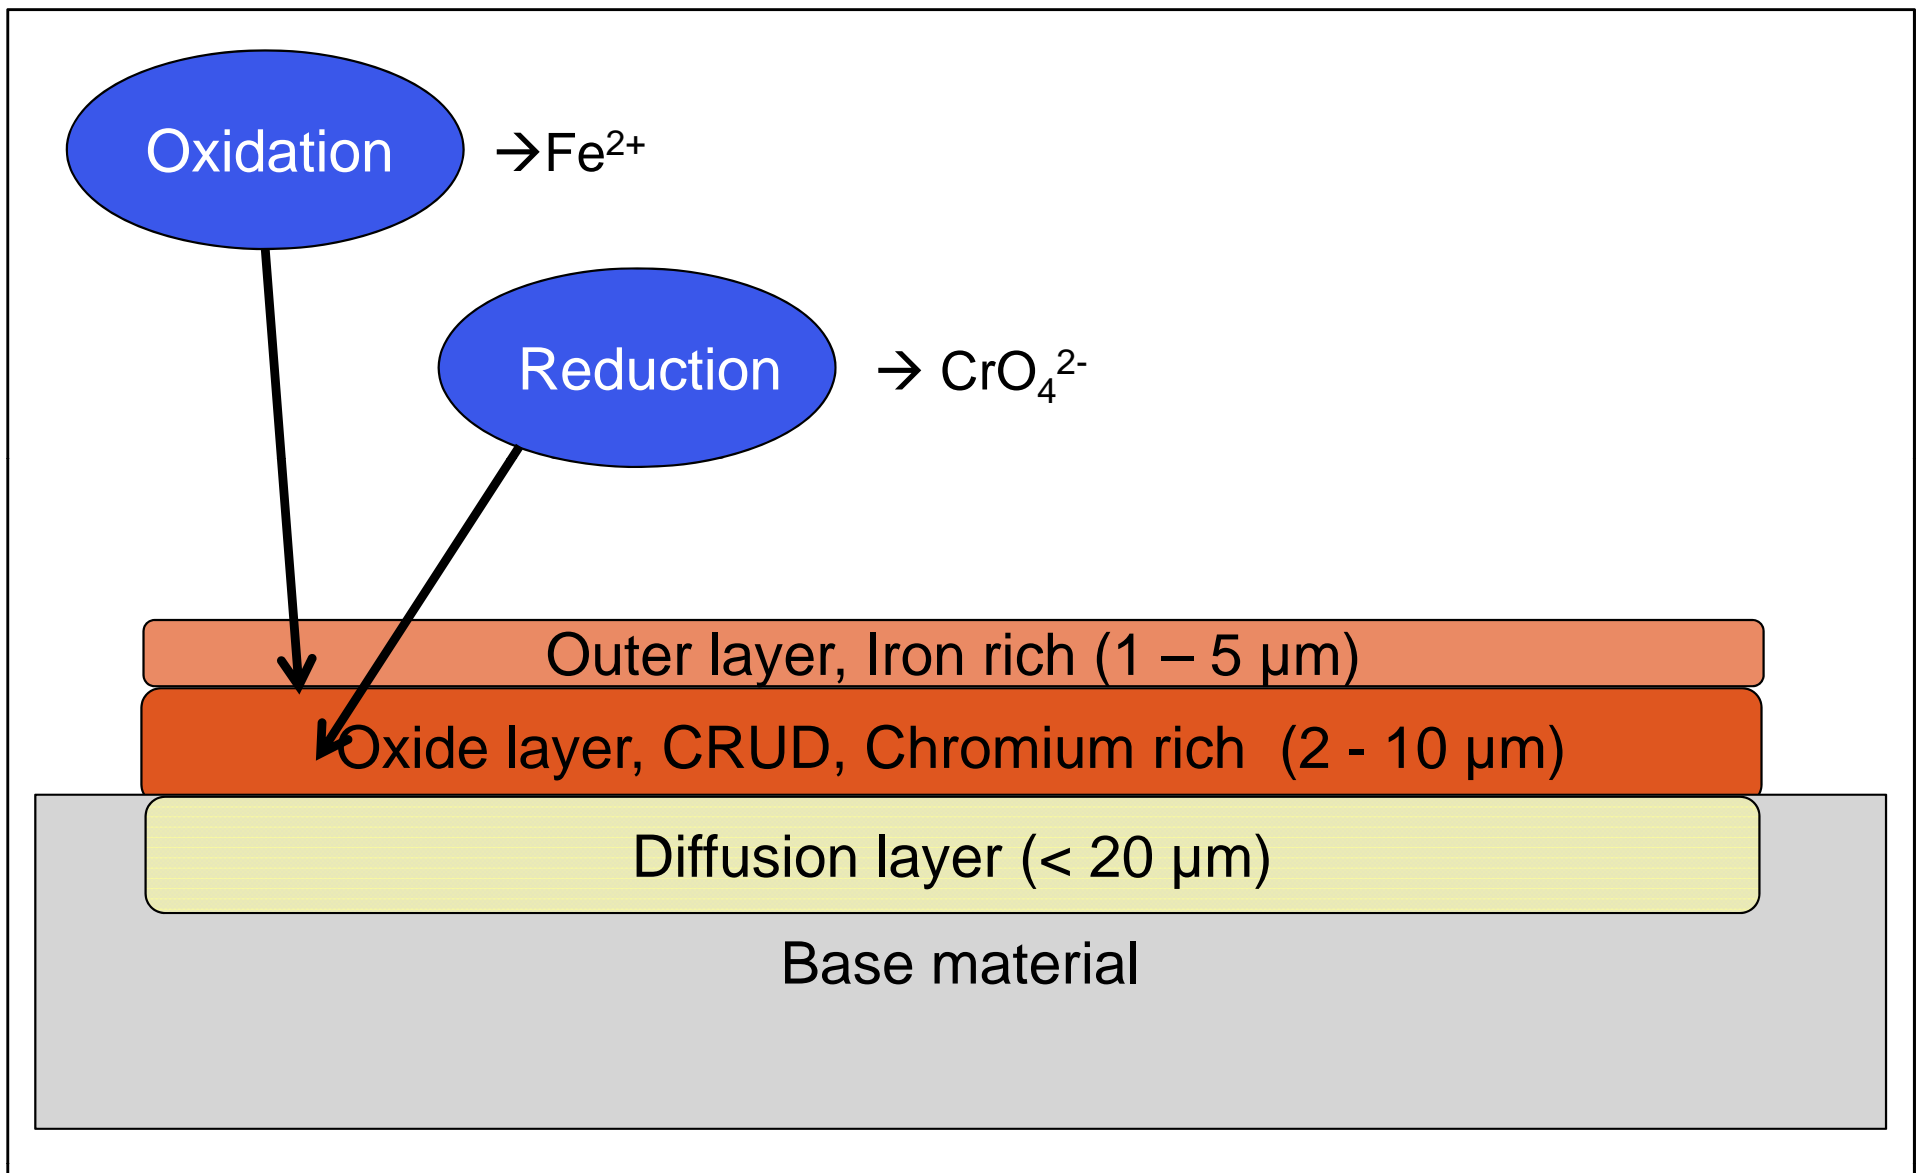 Oxidation →Fe²⁺
Reduction → CrO₄²⁻
Outer layer, Iron rich (1 – 5 µm)
Oxide layer, CRUD, Chromium rich (2 - 10 µm)
Diffusion layer (< 20 µm)
Base material